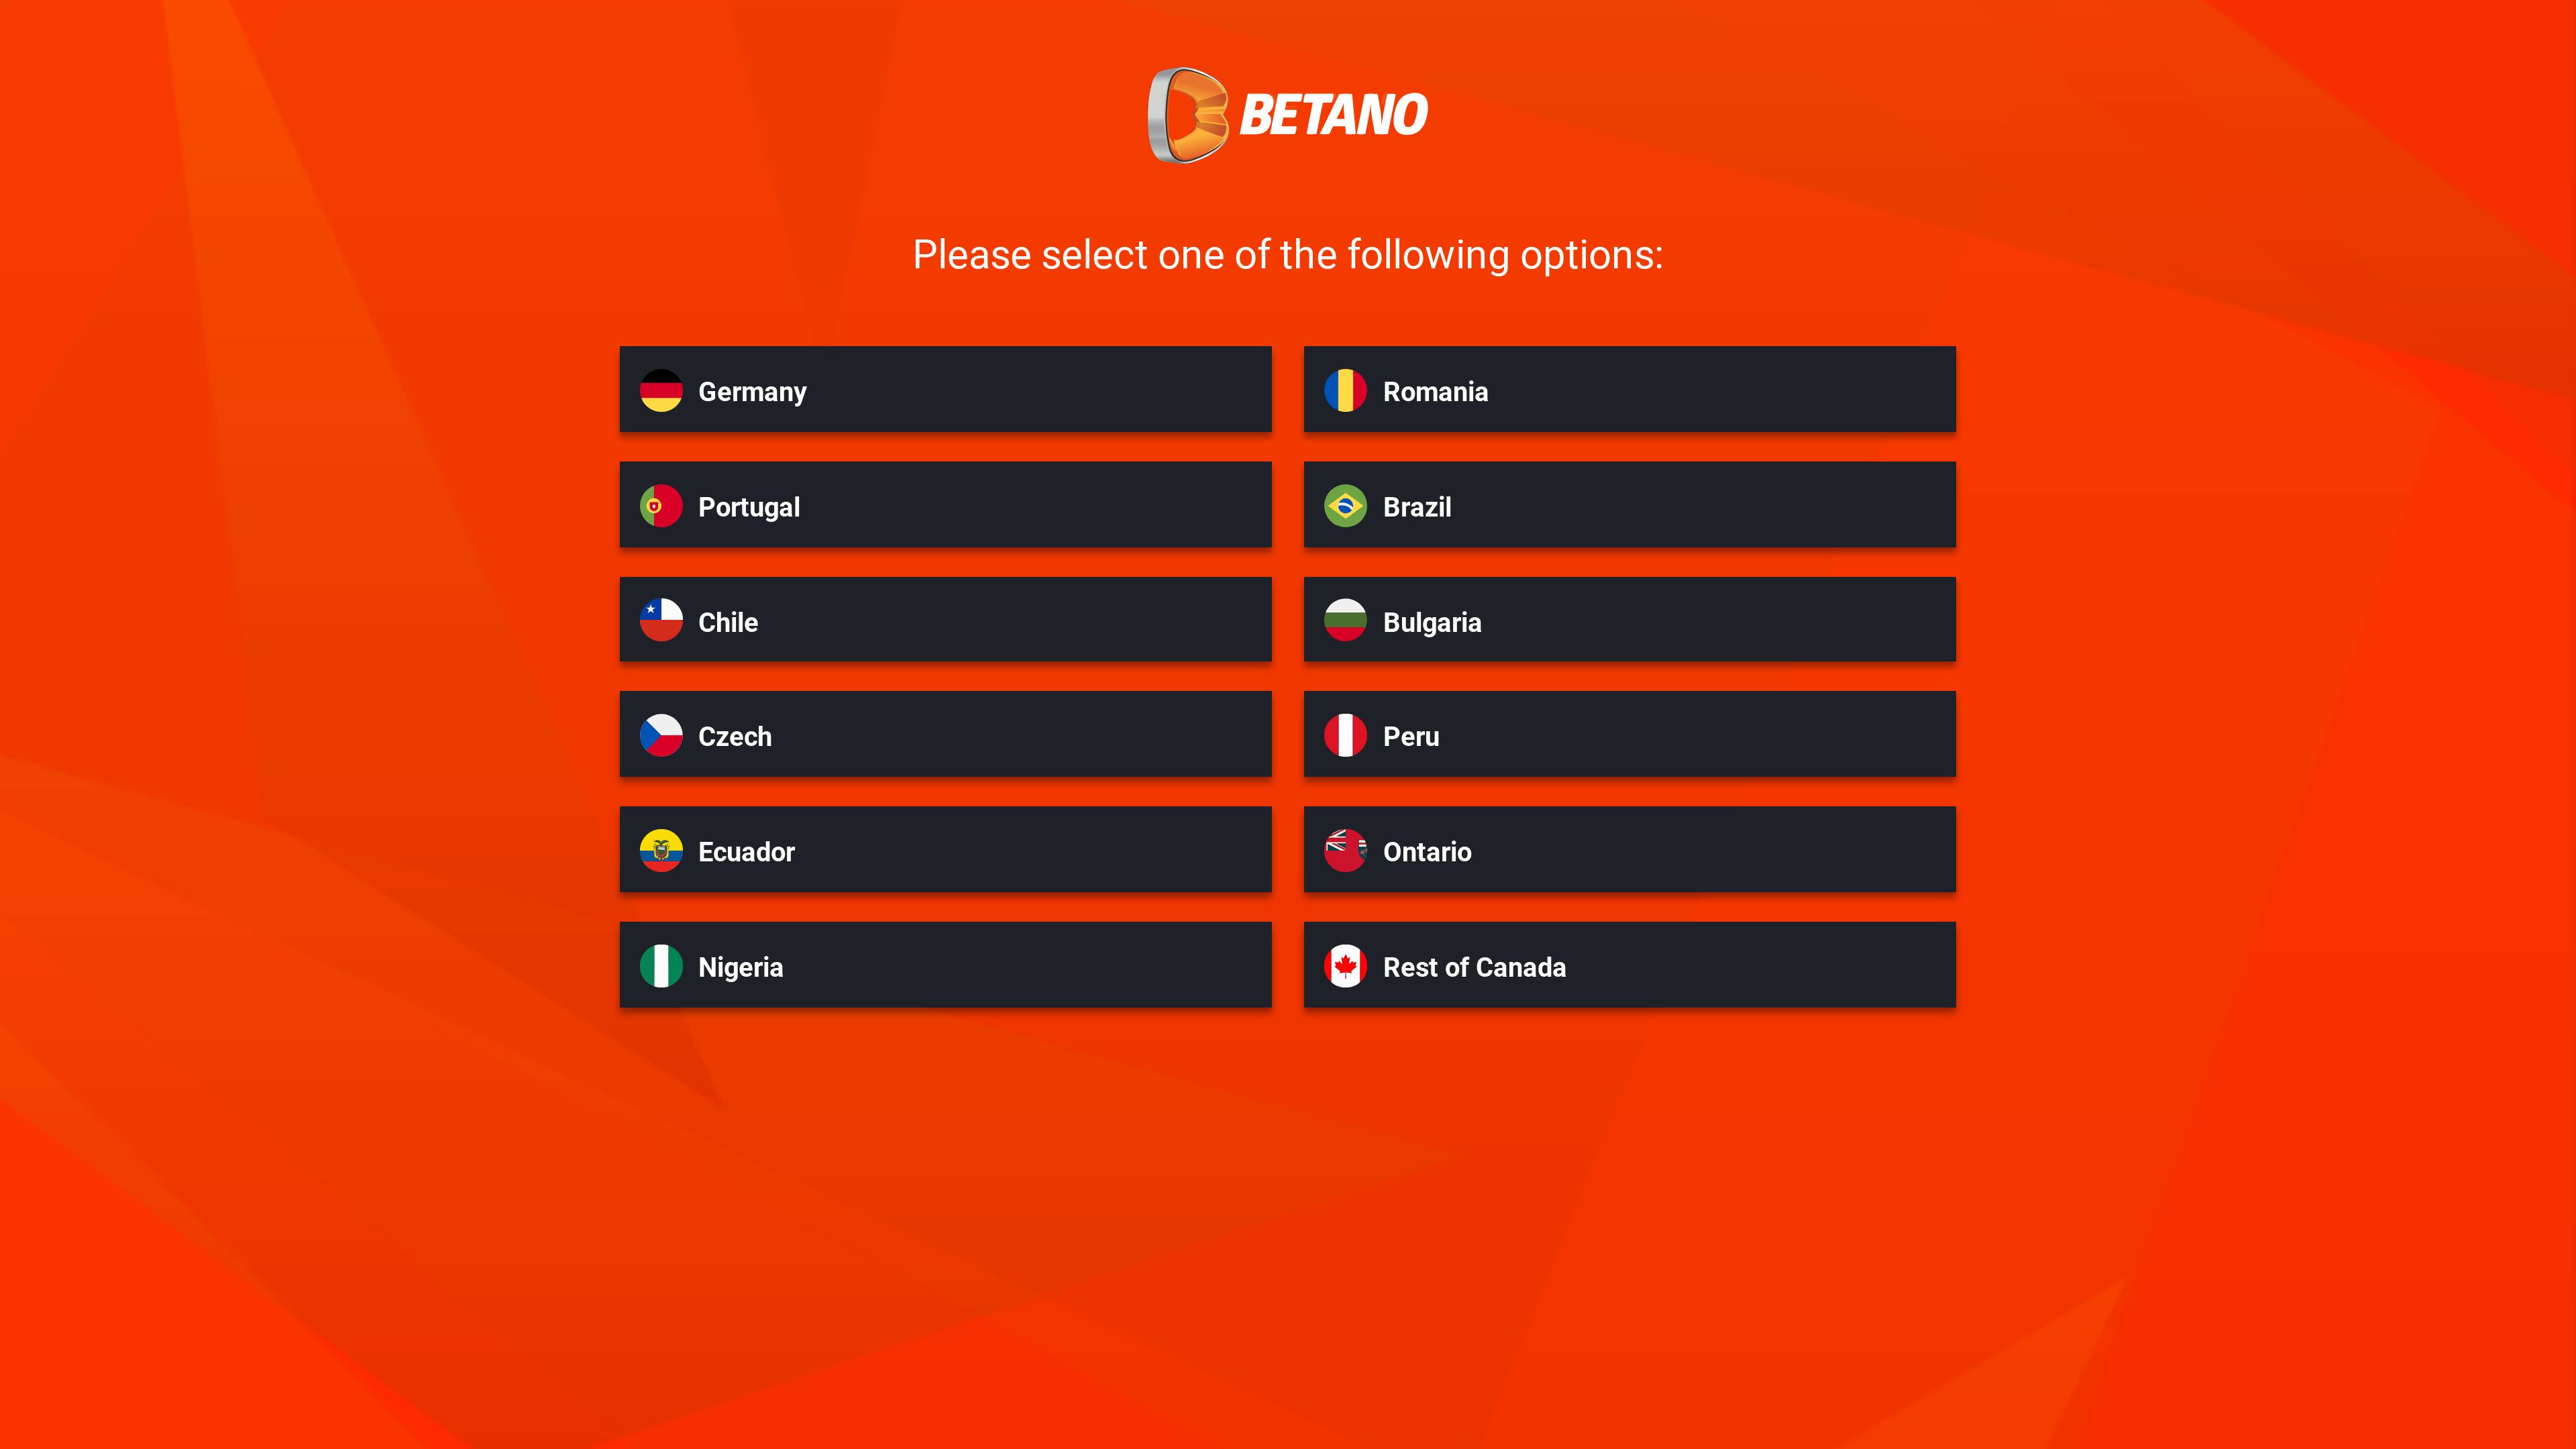 BETANO
Please select one of the following options:
Germany
Romania
Portugal
Brazil
Chile
Bulgaria
Czech
Peru
Ecuador
Ontario
Nigeria
Rest of Canada